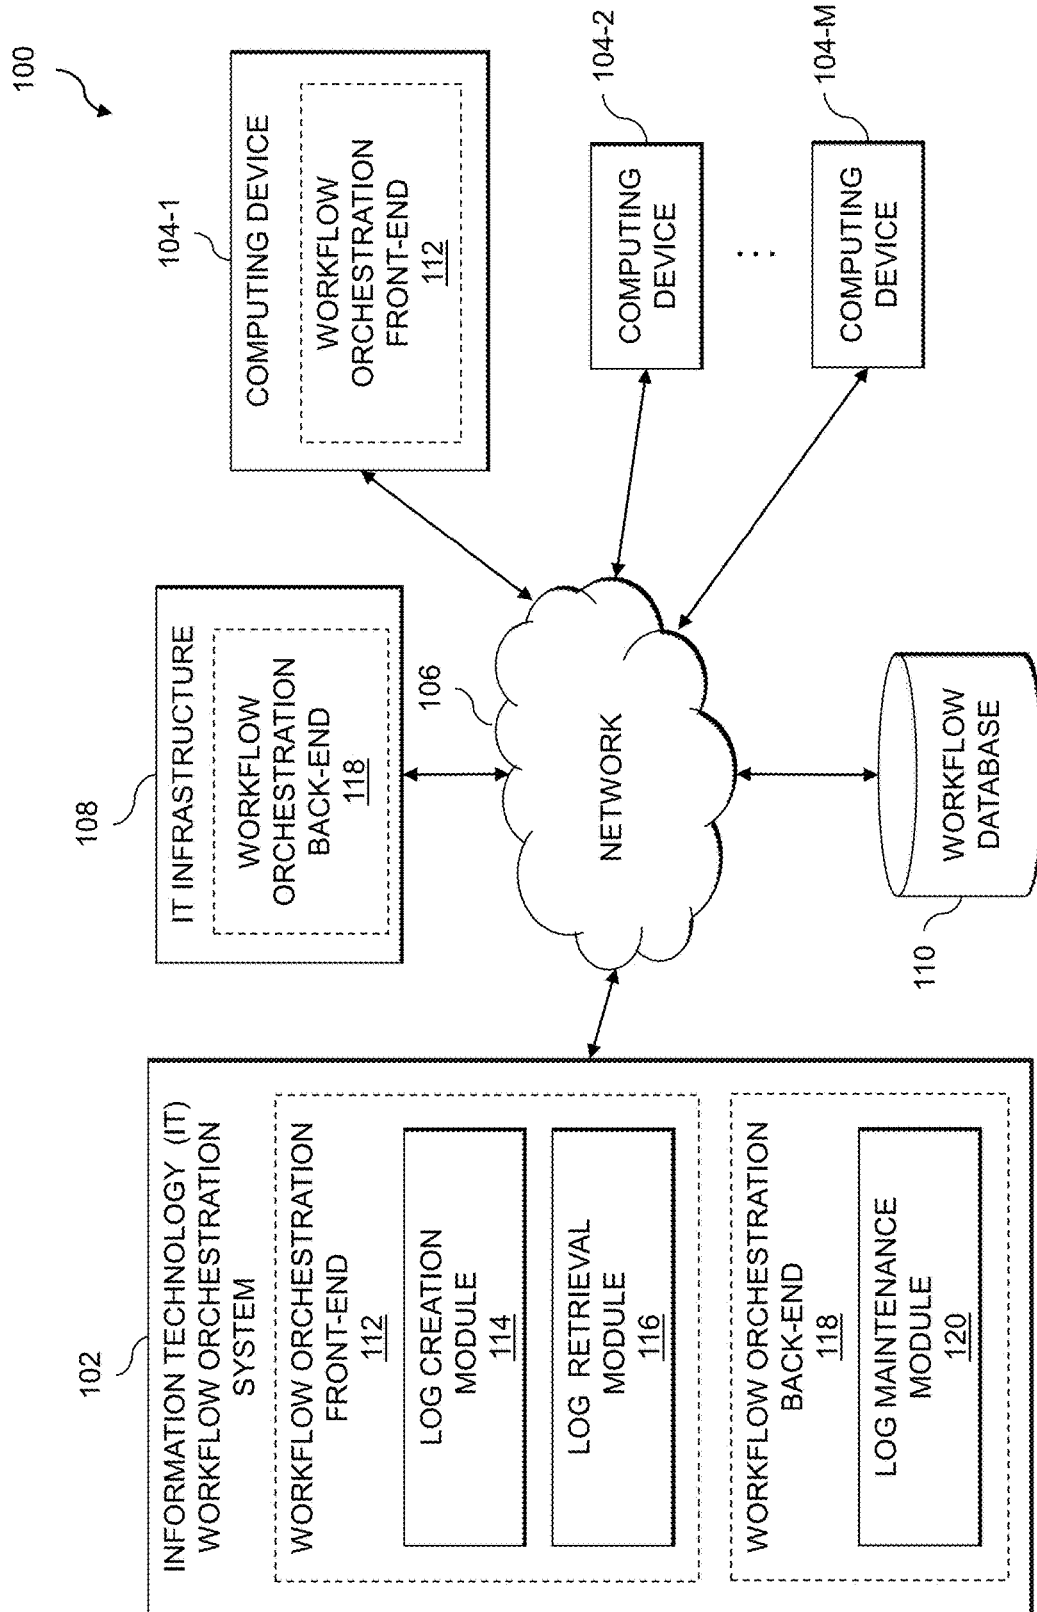 100
102
INFORMATION TECHNOLOGY (IT)
WORKFLOW ORCHESTRATION
SYSTEM
WORKFLOW ORCHESTRATION
FRONT-END
112
LOG CREATION
MODULE
114
LOG RETRIEVAL
MODULE
116
WORKFLOW ORCHESTRATION
BACK-END
118
LOG MAINTENANCE
MODULE
120
108
IT INFRASTRUCTURE
WORKFLOW
ORCHESTRATION
BACK-END
118
106
NETWORK
110
WORKFLOW
DATABASE
104-1
COMPUTING DEVICE
WORKFLOW
ORCHESTRATION
FRONT-END
112
104-2
COMPUTING
DEVICE
...
104-M
COMPUTING
DEVICE